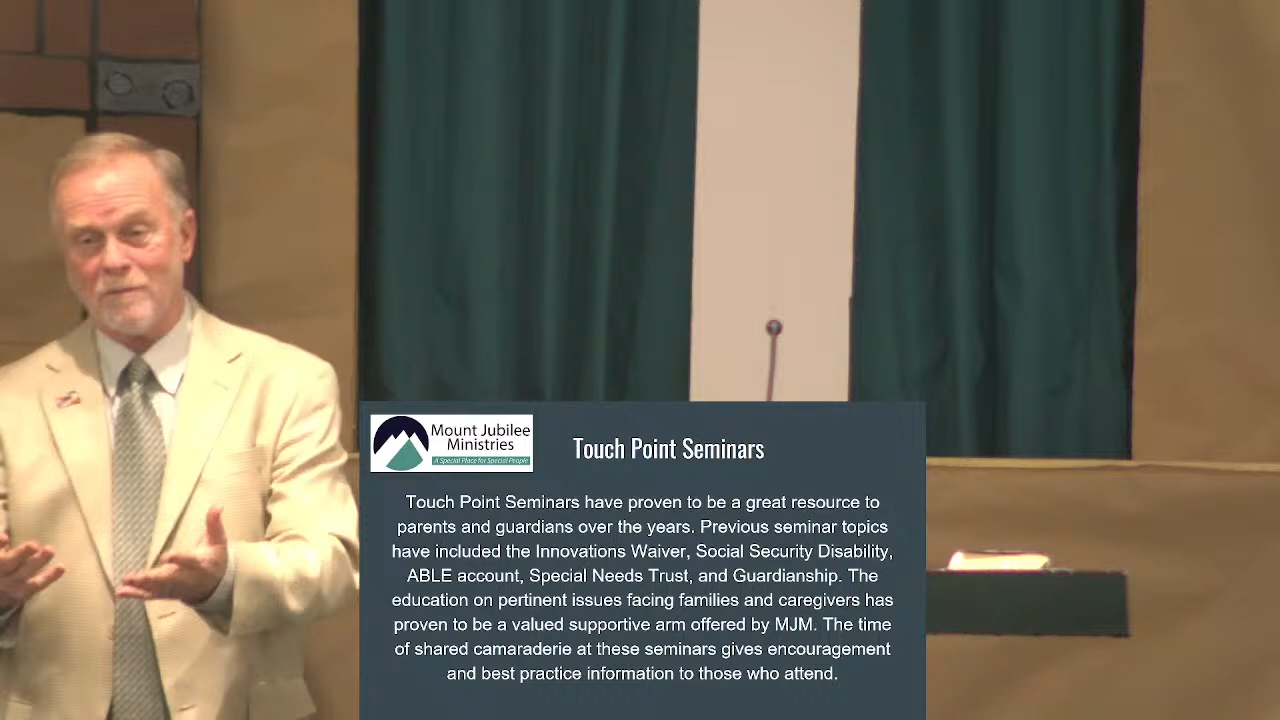 Mount Jubilee
Ministries
A Special Place for Special People
Touch Point Seminars
Touch Point Seminars have proven to be a great resource to
parents and guardians over the years. Previous seminar topics
have included the Innovations Waiver, Social Security Disability,
ABLE account, Special Needs Trust, and Guardianship. The
education on pertinent issues facing families and caregivers has
proven to be a valued supportive arm offered by MJM. The time
of shared camaraderie at these seminars gives encouragement
and best practice information to those who attend.